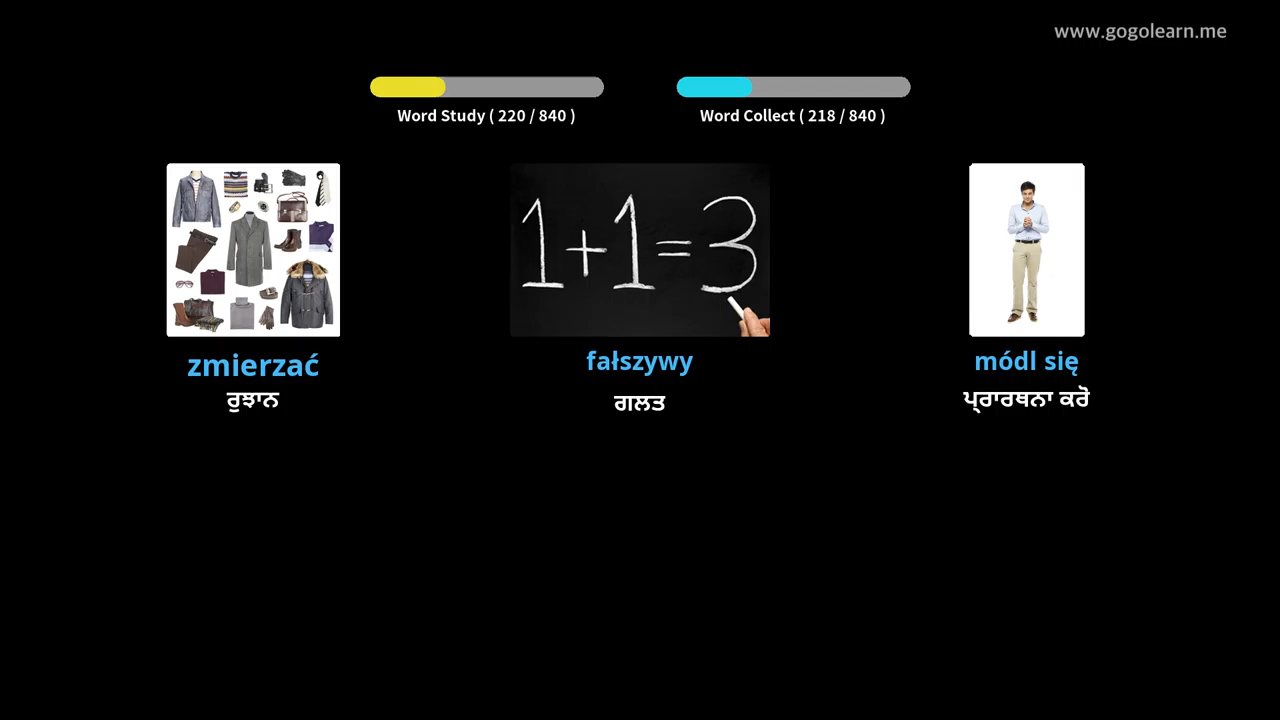 www.gogolearn.me
Word Study ( 220 / 840 )
Word Collect ( 218 / 840 )
1+1=3
zmierzać
ਰੁਝਾਨ
fałszywy
ਗਲਤ
módl się
ਪ੍ਰਾਰਥਨਾ ਕਰੋ